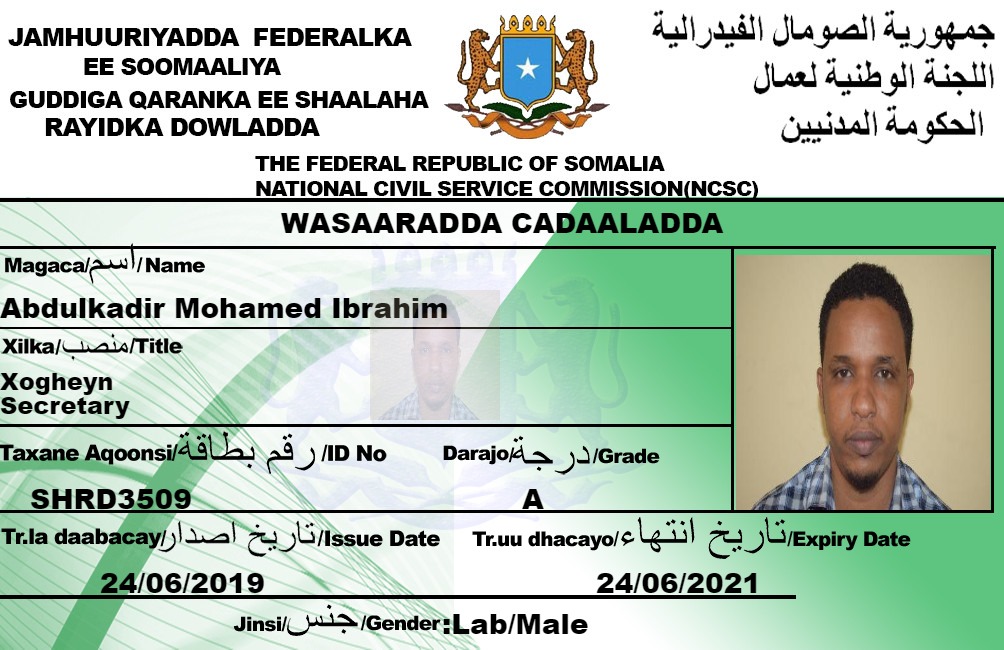 JAMHUURIYADDA FEDERALKA
EE SOOMAALIYA
GUDDIGA QARANKA EE SHAALAHA
RAYIDKA DOWLADDA
جمهورية الصومال الفيدرالية
اللجنة الوطنية لعمال
الحكومة المدنيين
THE FEDERAL REPUBLIC OF SOMALIA
NATIONAL CIVIL SERVICE COMMISSION(NCSC)
WASAARADDA CADAALADDA
Magaca/اسم/Name
Abdulkadir Mohamed Ibrahim
Xilka/منصب/Title
Xogheyn
Secretary
Taxane Aqoonsi/رقم بطاقة/ID No
Darajo/درجة/Grade
SHRD3509
A
Tr.la daabacay/تاريخ اصدار/Issue Date
Tr.uu dhacayo/تاريخ انتهاء/Expiry Date
24/06/2019
24/06/2021
Jinsi/جنس/Gender:Lab/Male